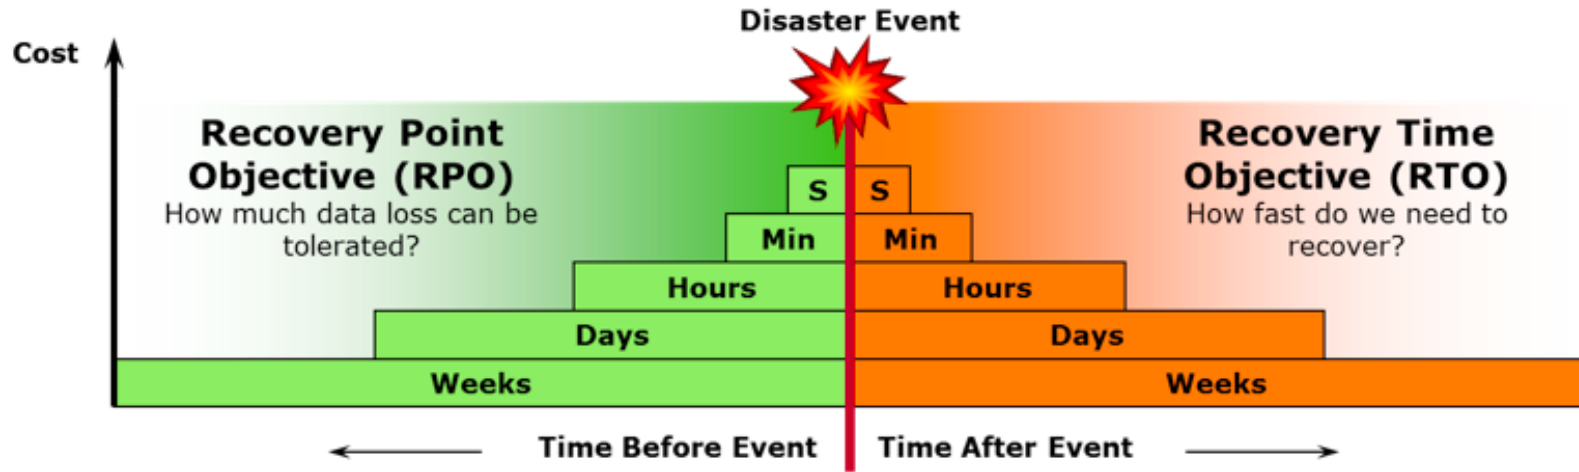 Disaster Event
Cost
Recovery Point
Objective (RPO)
How much data loss can be
tolerated?
Recovery Time
Objective (RTO)
How fast do we need to
recover?
S S
Min Min
Hours Hours
Days Days
Weeks Weeks
Time Before Event Time After Event